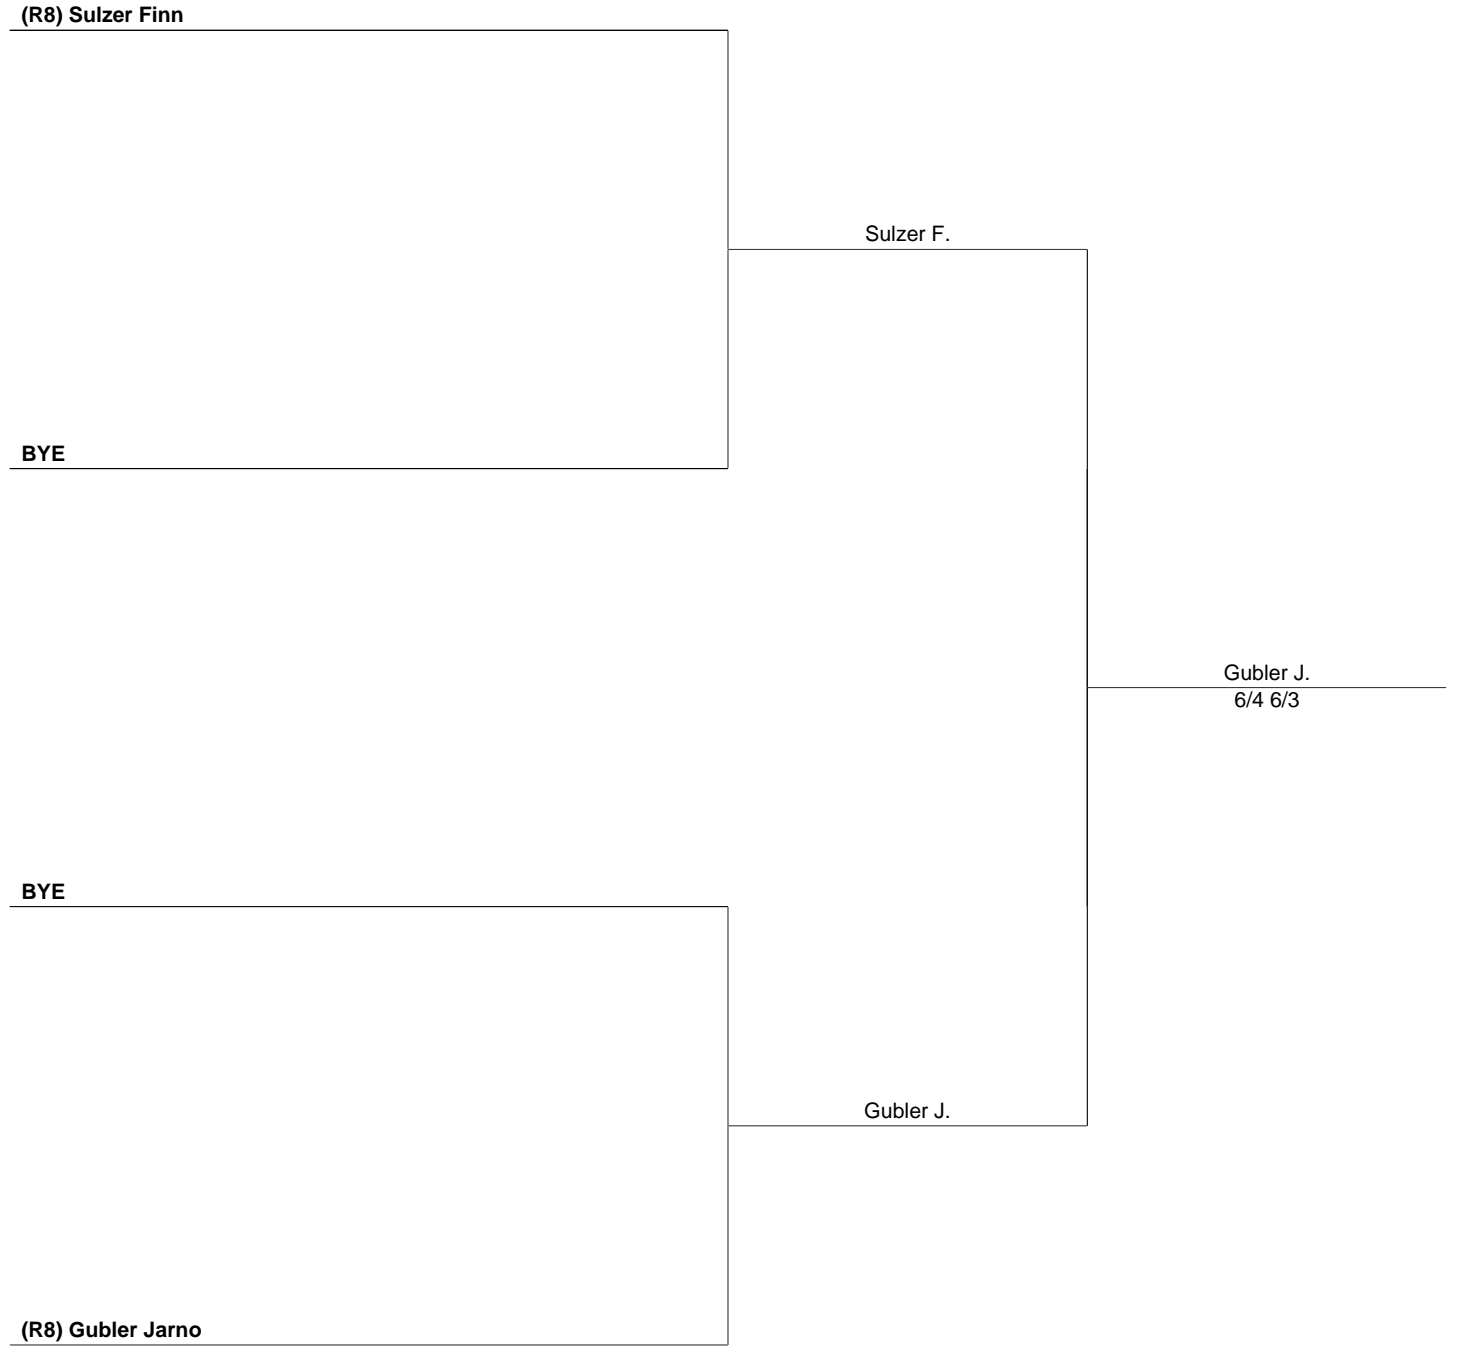 (R8) Sulzer Finn
Sulzer F.
BYE
Gubler J.
6/4 6/3
BYE
Gubler J.
(R8) Gubler Jarno